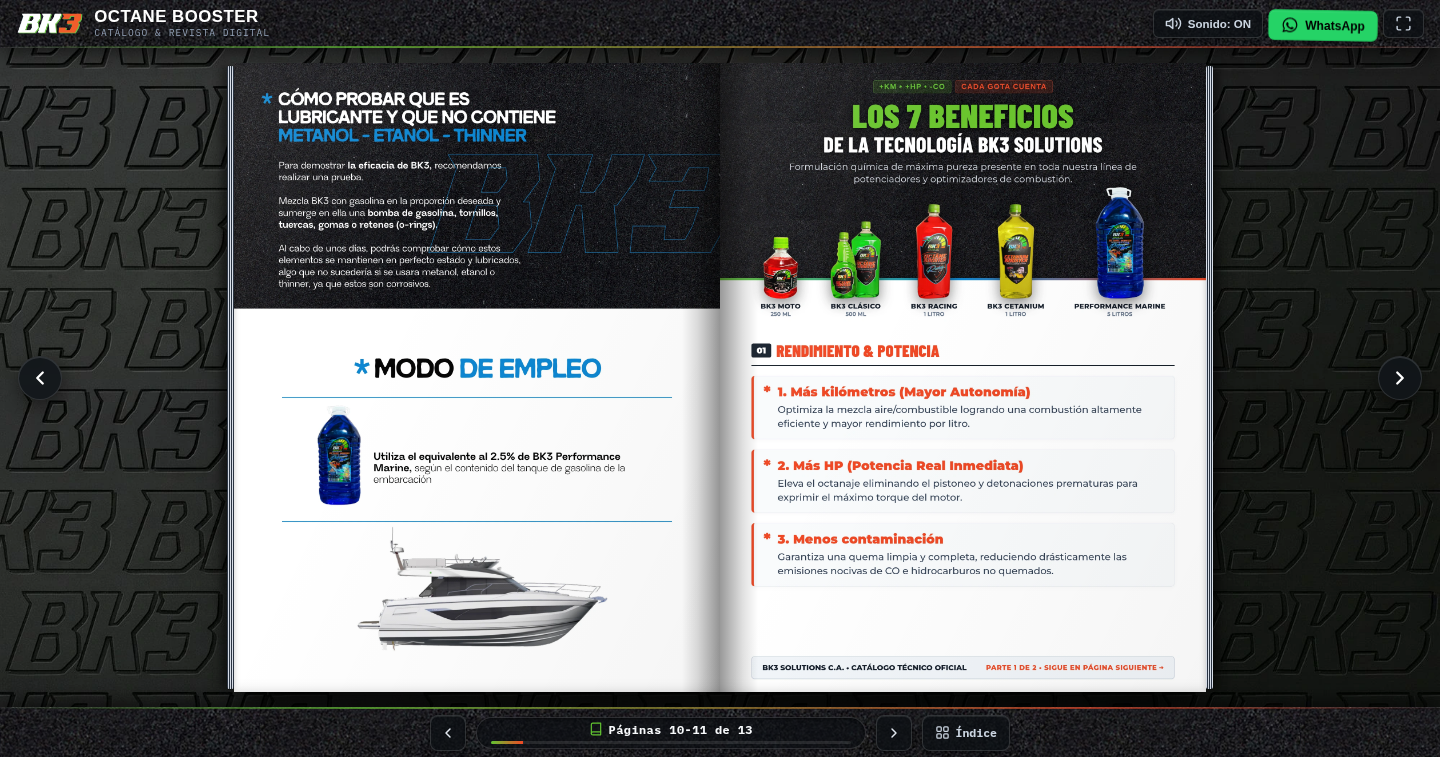 BK3
OCTANE BOOSTER
CATÁLOGO & REVISTA DIGITAL
Sonido: ON
WhatsApp
* CÓMO PROBAR QUE ES
LUBRICANTE Y QUE NO CONTIENE
METANOL - ETANOL - THINNER
Para demostrar la eficacia de BK3, recomendamos
realizar una prueba.
Mezcla BK3 con gasolina en la proporción deseada y
sumerge en ella una bomba de gasolina, tornillos,
tuercas, gomas o retenes (o-rings).
Al cabo de unos días, podrás comprobar cómo estos
elementos se mantienen en perfecto estado y lubricados,
algo que no sucedería si se usara metanol, etanol o
thinner, ya que estos son corrosivos.
BK3
* MODO DE EMPLEO
Utiliza el equivalente al 2.5% de BK3 Performance
Marine, según el contenido del tanque de gasolina de la
embarcación
+KM • +HP • -CO
CADA GOTA CUENTA
LOS 7 BENEFICIOS
DE LA TECNOLOGÍA BK3 SOLUTIONS
Formulación química de máxima pureza presente en toda nuestra línea de
potenciadores y optimizadores de combustión.
BK3 MOTO
250 ML
BK3 CLÁSICO
500 ML
BK3 RACING
1 LITRO
BK3 CETANIUM
1 LITRO
PERFORMANCE MARINE
5 LITROS
01 RENDIMIENTO & POTENCIA
* 1. Más kilómetros (Mayor Autonomía)
Optimiza la mezcla aire/combustible logrando una combustión altamente
eficiente y mayor rendimiento por litro.
* 2. Más HP (Potencia Real Inmediata)
Eleva el octanaje eliminando el pistoneo y detonaciones prematuras para
exprimir el máximo torque del motor.
* 3. Menos contaminación
Garantiza una quema limpia y completa, reduciendo drásticamente las
emisiones nocivas de CO e hidrocarburos no quemados.
BK3 SOLUTIONS C.A. • CATÁLOGO TÉCNICO OFICIAL
PARTE 1 DE 2 • SIGUE EN PÁGINA SIGUIENTE →
Páginas 10-11 de 13
Índice